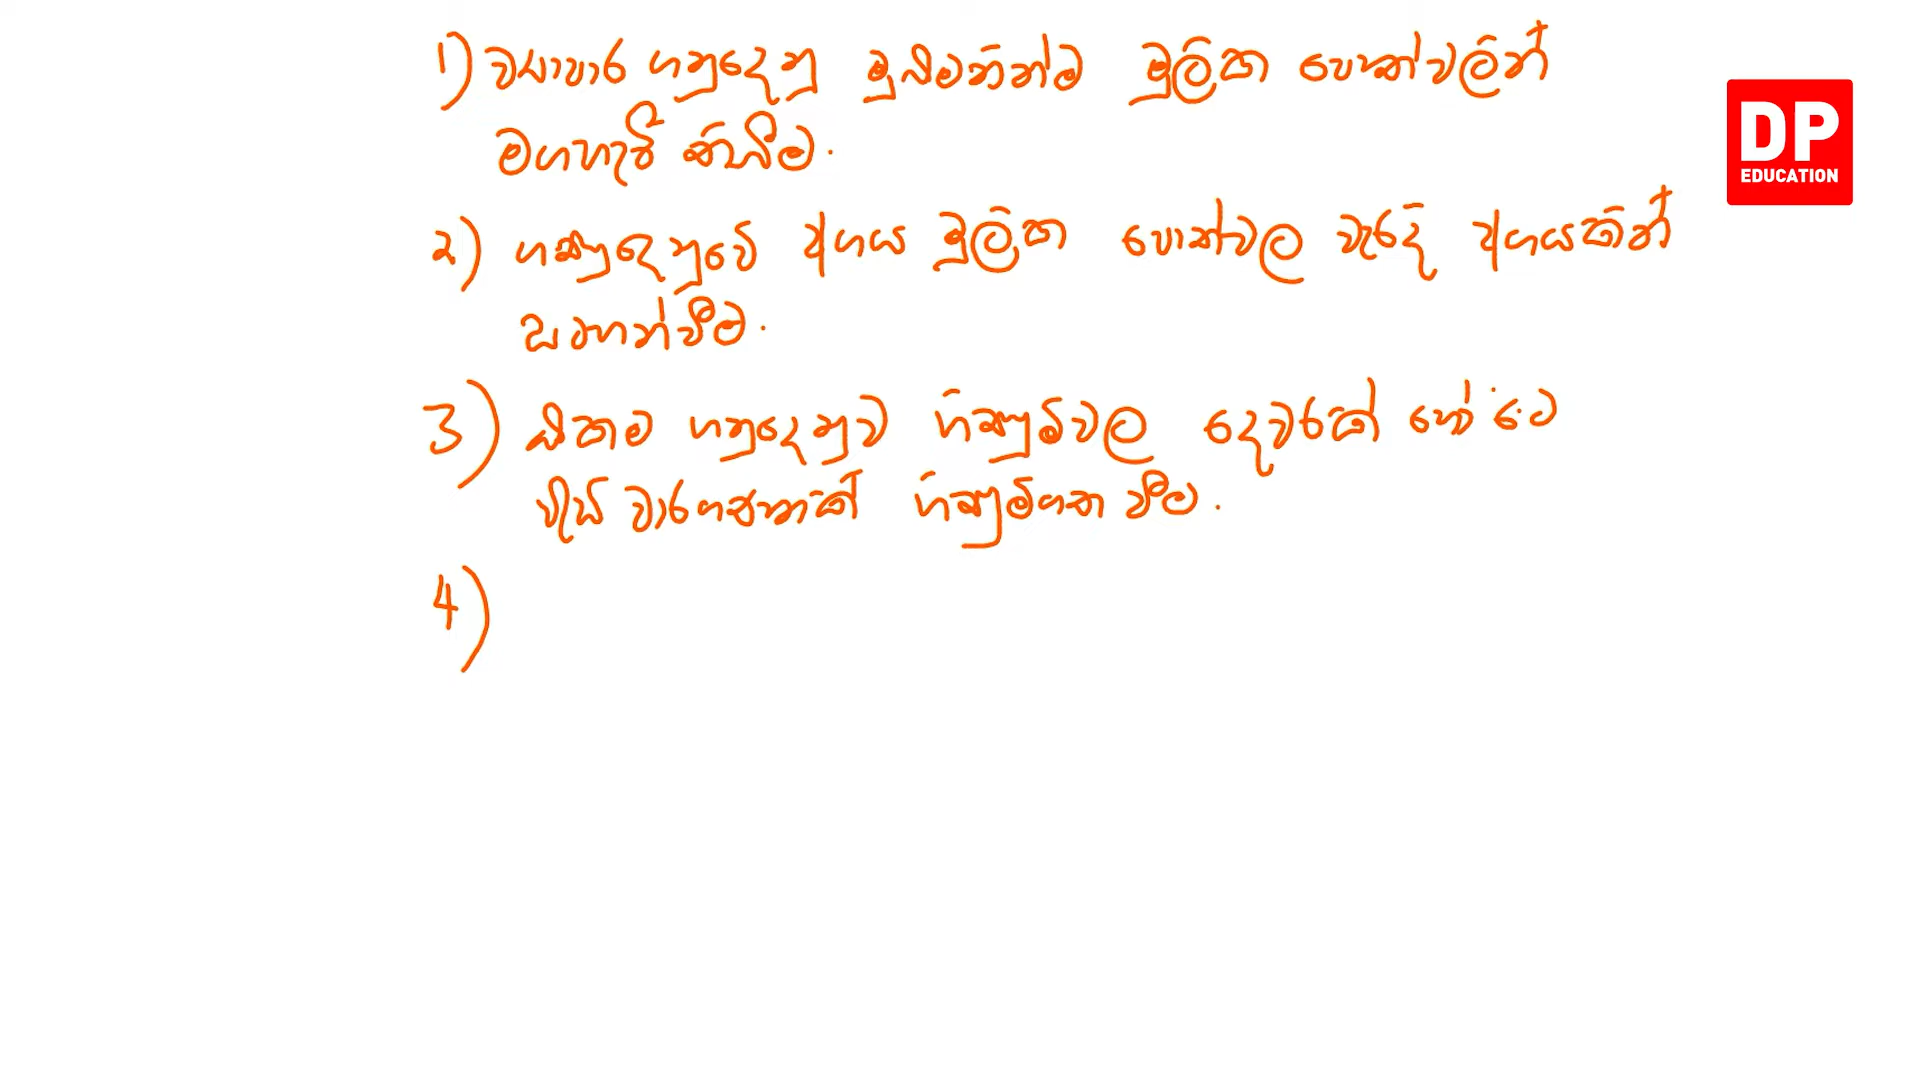 1) ව්‍යාපාර ගනුදෙනු මුළුමනින්ම මූලික පොත්වලින්
මගහැරී තිබීම.
2) ගනුදෙනුවේ අගය මූලික පොත්වල වැරදි අගයකින්
සටහන්වීම.
3) එකම ගනුදෙනුව ගිණුම්වල දෙවරක් හෝ ඊට
වැඩි වාරගණනක් ගිණුම්ගත වීම.
4)
DP
EDUCATION